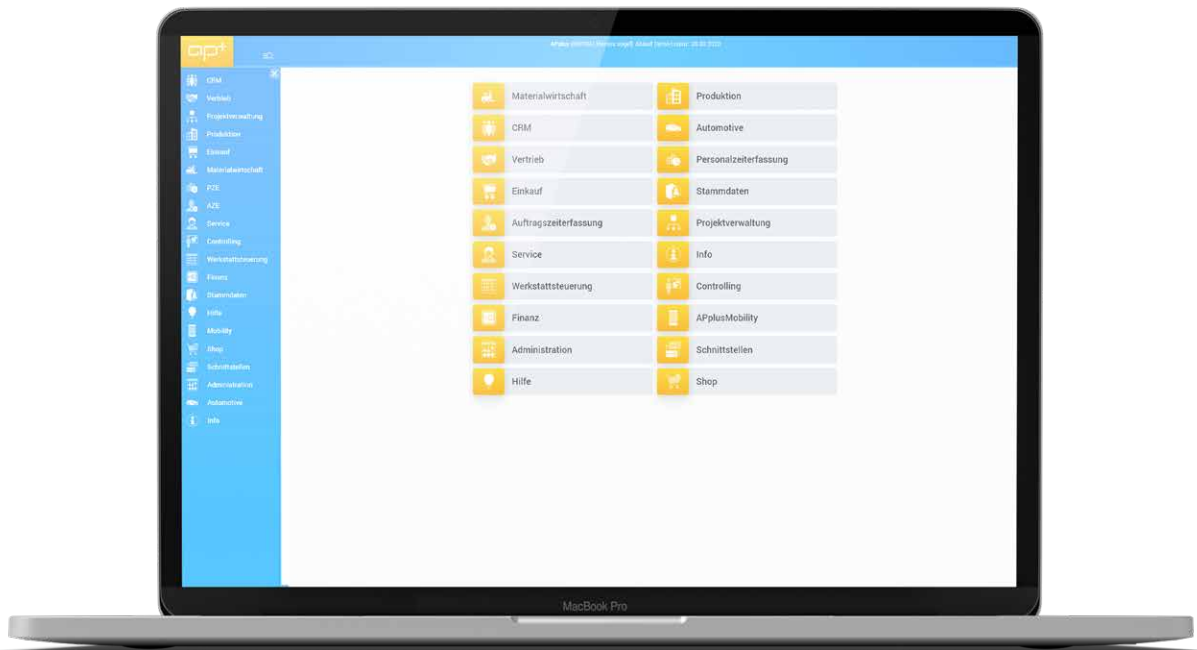 ap+
CRM
Vertrieb
Projektverwaltung
Produktion
Einkauf
Materialwirtschaft
PZE
AZE
Service
Controlling
Werkstattsteuerung
Finanz
Stammdaten
Hilfe
Mobility
Shop
Schnittstellen
Administration
Automotive
Info
Materialwirtschaft
Produktion
CRM
Automotive
Vertrieb
Personalzeiterfassung
Einkauf
Stammdaten
Auftragszeiterfassung
Projektverwaltung
Service
Info
Werkstattsteuerung
Controlling
Finanz
APplusMobility
Administration
Schnittstellen
Hilfe
Shop
MacBook Pro